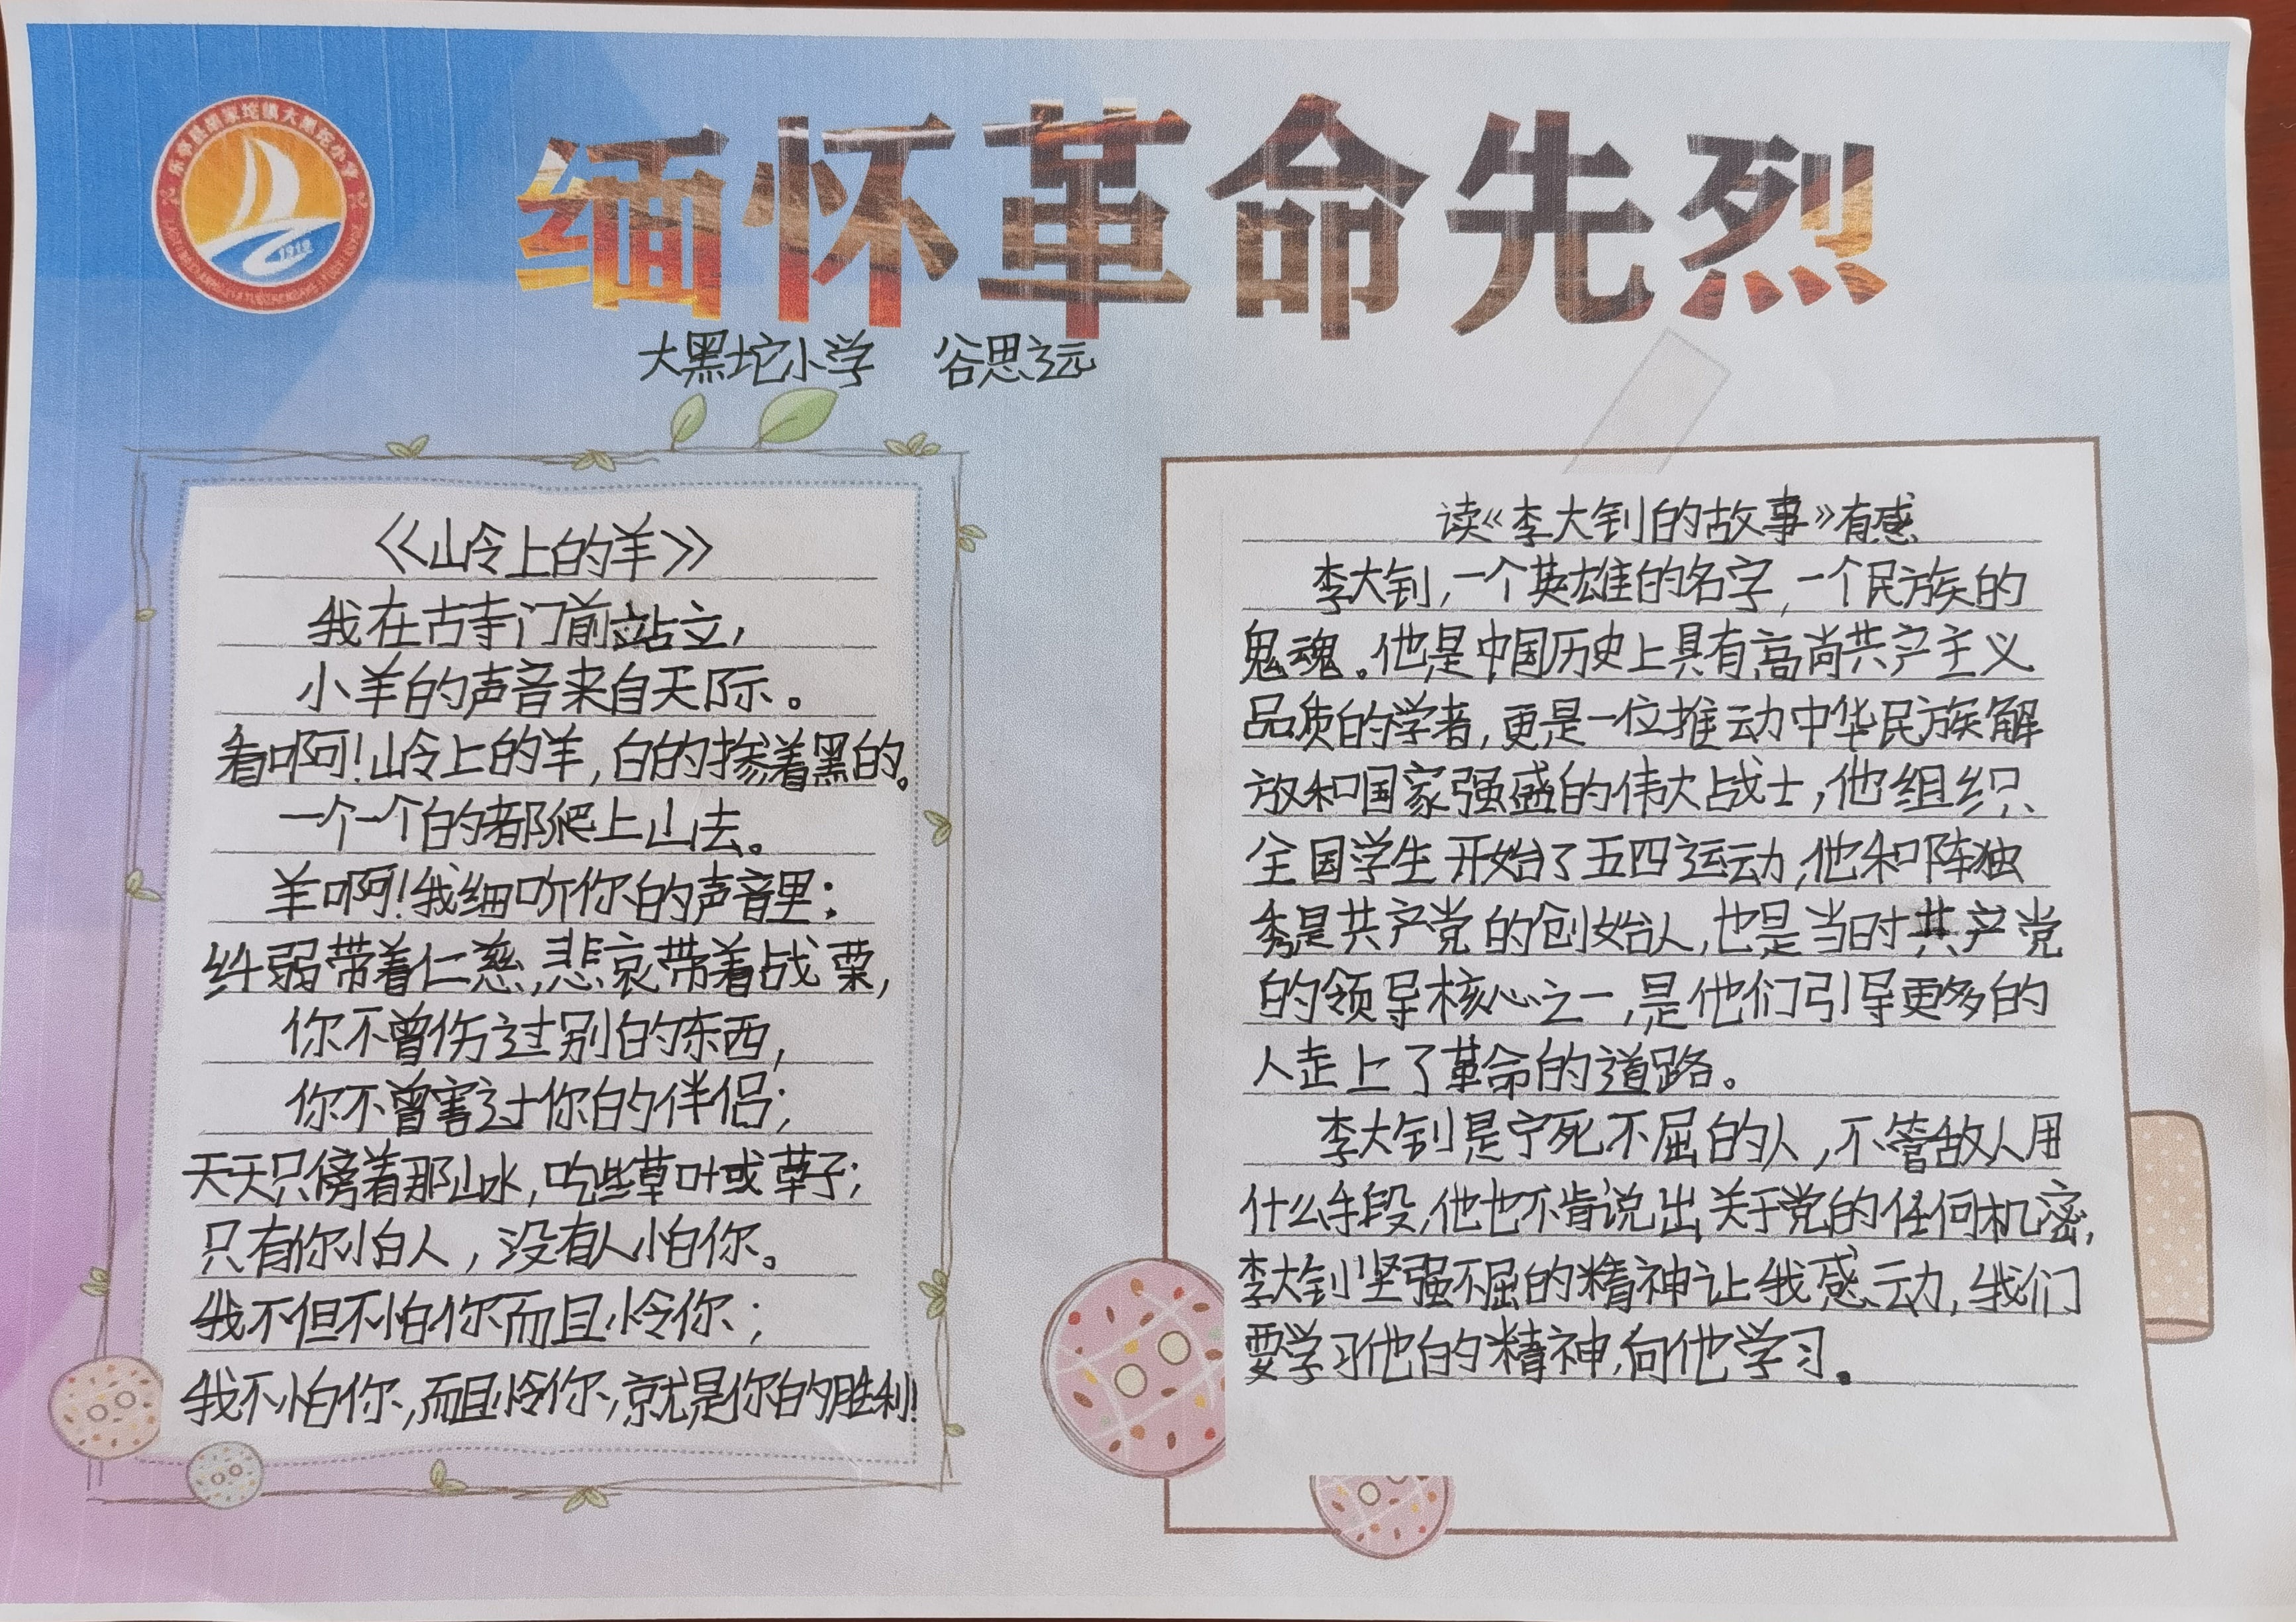 乐亭县胡家坨镇大黑坨小学
1919
缅怀革命先烈
大黑坨小学 谷思远
《山岭上的羊》
我在古寺门前站立，
小羊的声音来自天际。
看啊！山岭上的羊，白的掺着黑的。
一个一个的都爬上山去。
羊啊！我细听你的声音里：
纤弱带着仁慈，悲哀带着战栗，
你不曾伤过别的东西，
你不曾害过你的伴侣；
天天只傍着那山水，吃些草叶或草子；
只有你怕人，没有人怕你。
我不但不怕你而且怜你；
我不怕你，而且怜你，就是你的胜利！
读《李大钊的故事》有感
李大钊，一个英雄的名字，一个民族的
鬼魂。他是中国历史上具有高尚共产主义
品质的学者，更是一位推动中华民族解
放和国家强盛的伟大战士，他组织
全国学生开始了五四运动，他和陈独
秀是共产党的创始人，也是当时共产党
的领导核心之一，是他们引导更多的
人走上了革命的道路。
李大钊是宁死不屈的人，不管敌人用
什么手段，他也不肯说出关于党的任何机密，
李大钊坚强不屈的精神让我感动，我们
要学习他的精神，向他学习。